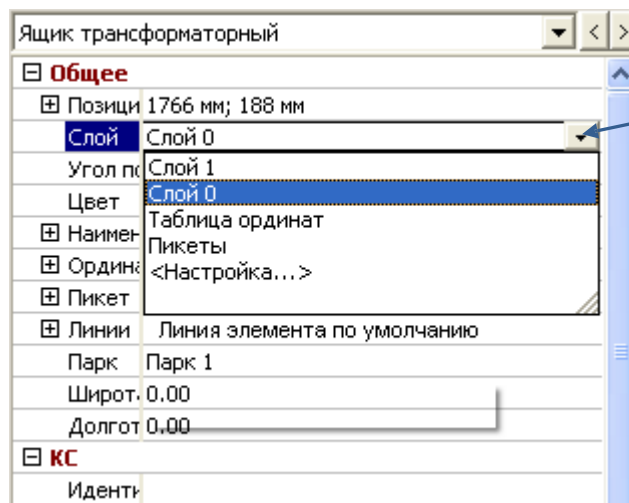 Ящик трансформаторный
Общее
Позици 1766 мм; 188 мм
Слой Слой 0
Угол по Слой 1
Слой 0
Цвет
Таблица ординат
Наимен
Пикеты
Ордина <Настройка...>
Пикет
Линии Линия элемента по умолчанию
Парк Парк 1
Широт 0.00
Долгот 0.00
КС
Иденти